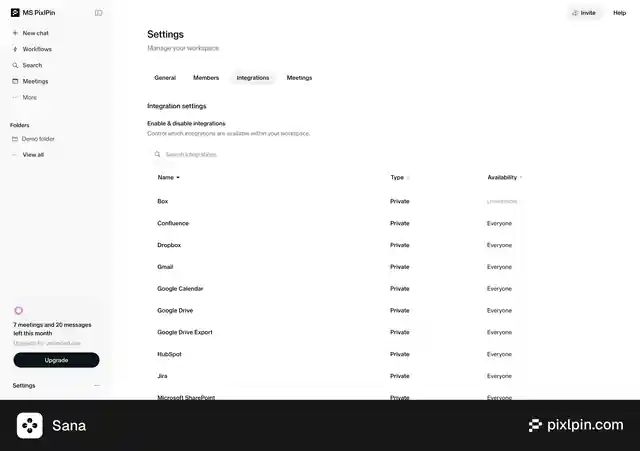 MS PixlPin
Invite
Help
New chat
Workflows
Search
Meetings
More
Folders
Demo folder
View all
7 meetings and 20 messages
left this month
Upgrade for unlimited use
Upgrade
Settings
Settings
Manage your workspace
General Members Integrations Meetings
Integration settings
Enable & disable integrations
Control which integrations are available within your workspace.
Search integrations
Name Type Availability
Box Private
Confluence Private Everyone
Dropbox Private Everyone
Gmail Private Everyone
Google Calendar Private Everyone
Google Drive Private Everyone
Google Drive Export Private Everyone
HubSpot Private Everyone
Jira Private Everyone
Microsoft SharePoint Private Everyone
Sana
pixlpin.com